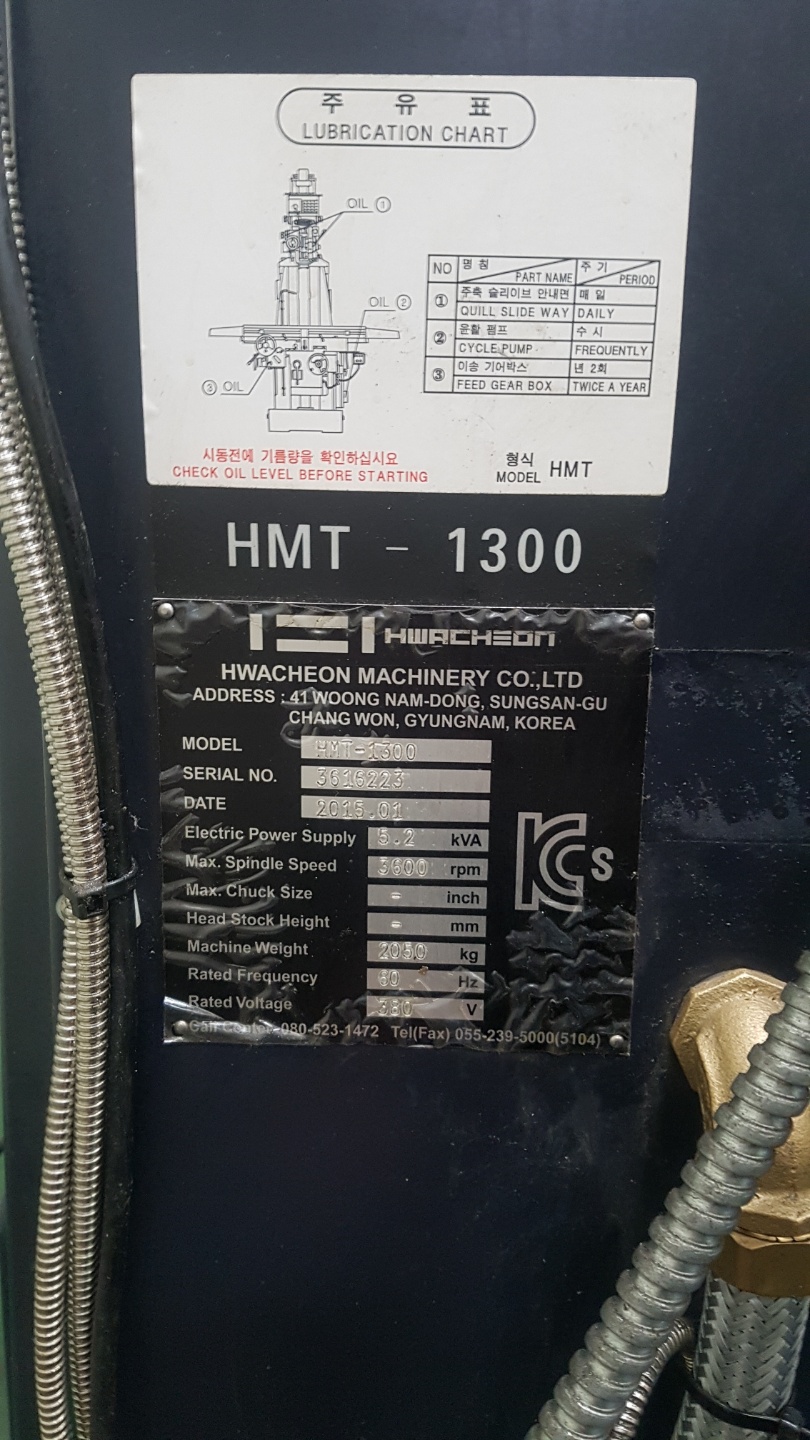 주 유 표
LUBRICATION CHART
OIL ①
OIL ②
③ OIL
NO 명 칭 PART NAME 주 기 PERIOD
① 주축 슬리이브 안내면 매 일
QUILL SLIDE WAY DAILY
② 윤활 펌프 수 시
CYCLE PUMP FREQUENTLY
③ 이송 기어박스 년 2회
FEED GEAR BOX TWICE A YEAR
시동전에 기름량을 확인하십시요
CHECK OIL LEVEL BEFORE STARTING
형식
MODEL HMT
HMT - 1300
HWACHEON
HWACHEON MACHINERY CO.,LTD
ADDRESS : 41 WOONG NAM-DONG, SUNGSAN-GU
CHANG WON, GYUNGNAM, KOREA
MODEL HMT-1300
SERIAL NO. 3616223
DATE 2015.01
Electric Power Supply 5.2 kVA
Max. Spindle Speed 3600 rpm
Max. Chuck Size - inch
Head Stock Height - mm
Machine Weight 2050 kg
Rated Frequency Hz
Rated Voltage 380 V
KCs
Call Center 080-523-1472 Tel(Fax) 055-239-5000(5104)